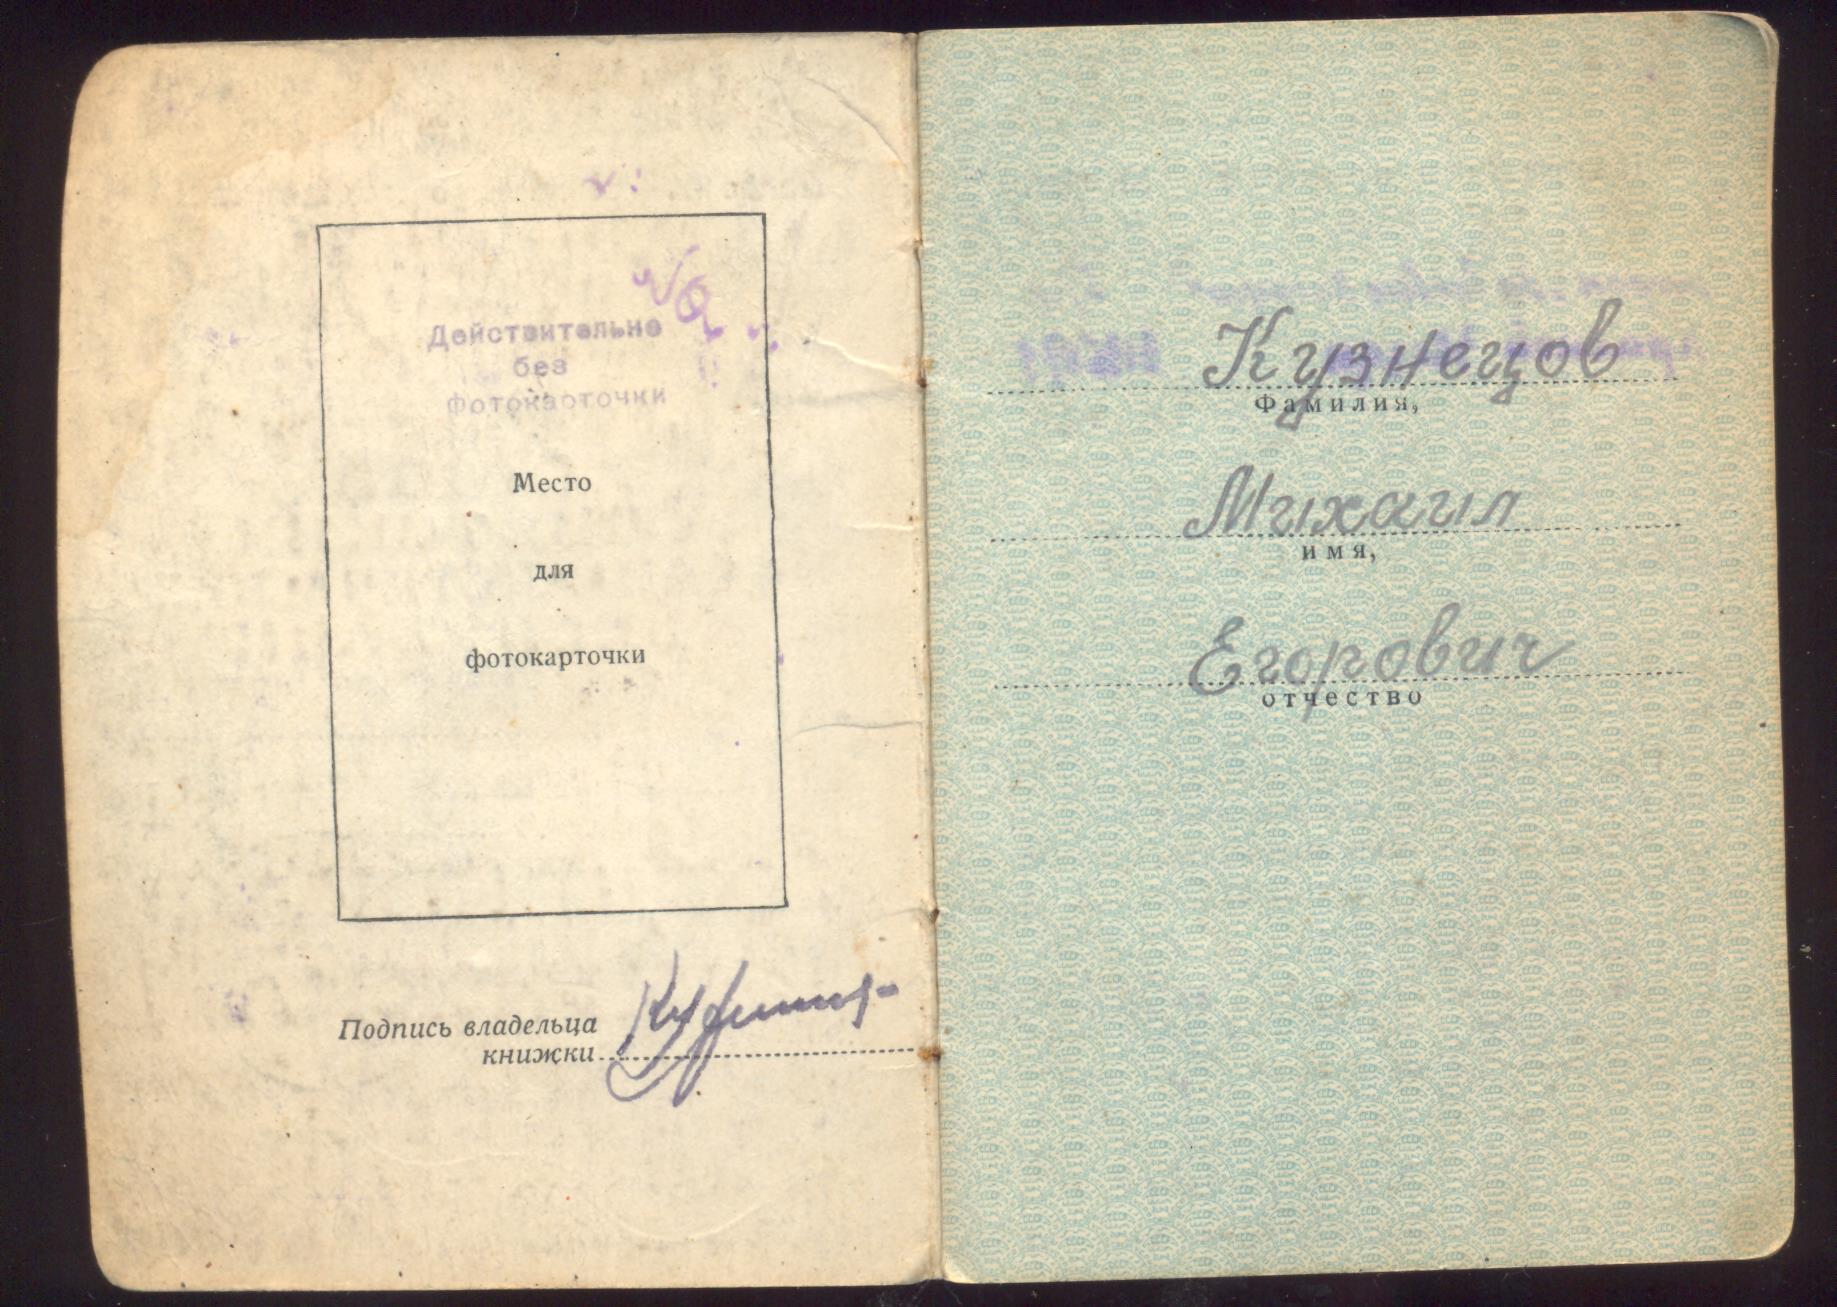 Действительно
без
фотокарточки
Место
для
фотокарточки
Подпись владельца
книжки
Кузнецов
Фамилия,
Михаил
имя,
Егорович
отчество